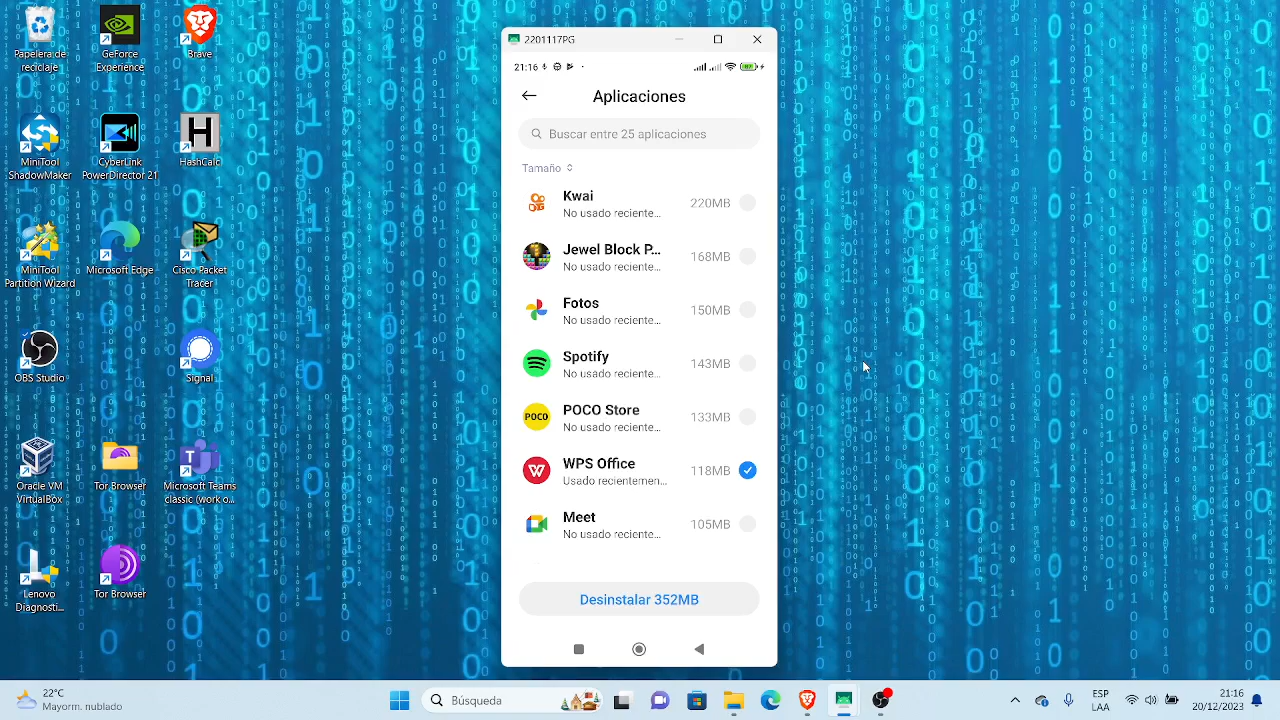 Papelera de reciclaje
GeForce Experience
Brave
MiniTool ShadowMaker
CyberLink PowerDirector 21
HashCalc
MiniTool Partition Wizard
Microsoft Edge
Cisco Packet Tracer
OBS Studio
Signal
Oracle VM VirtualBox
Tor Browser
Microsoft Teams classic (work o...
Lenovo Diagnosti...
Tor Browser
2201117PG
21:16
87
Aplicaciones
Buscar entre 25 aplicaciones
Tamaño
Kwai
No usado reciente...
220MB
Jewel Block P...
No usado reciente...
168MB
Fotos
No usado reciente...
150MB
Spotify
No usado reciente...
143MB
POCO
POCO Store
No usado reciente...
133MB
WPS Office
Usado recientemen...
118MB
Meet
No usado reciente...
105MB
Desinstalar 352MB
22°C
Mayorm. nubado
Búsqueda
ESP
LAA
21:16
20/12/2023